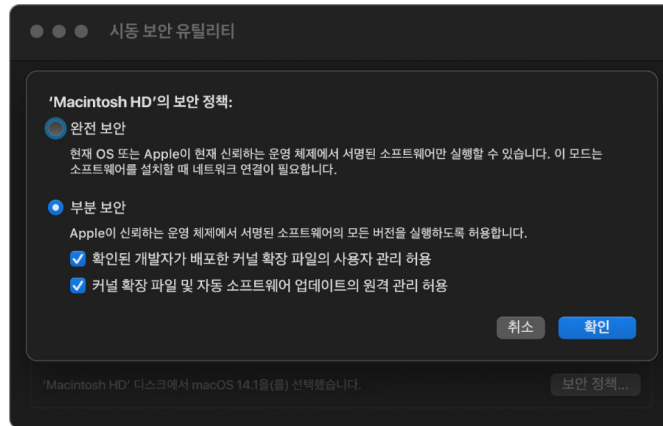 시동 보안 유틸리티
‘Macintosh HD’의 보안 정책:
완전 보안
현재 OS 또는 Apple이 현재 신뢰하는 운영 체제에서 서명된 소프트웨어만 실행할 수 있습니다. 이 모드는
소프트웨어를 설치할 때 네트워크 연결이 필요합니다.
부분 보안
Apple이 신뢰하는 운영 체제에서 서명된 소프트웨어의 모든 버전을 실행하도록 허용합니다.
확인된 개발자가 배포한 커널 확장 파일의 사용자 관리 허용
커널 확장 파일 및 자동 소프트웨어 업데이트의 원격 관리 허용
취소 확인
‘Macintosh HD’ 디스크에서 macOS 14.1을(를) 선택했습니다. 보안 정책...